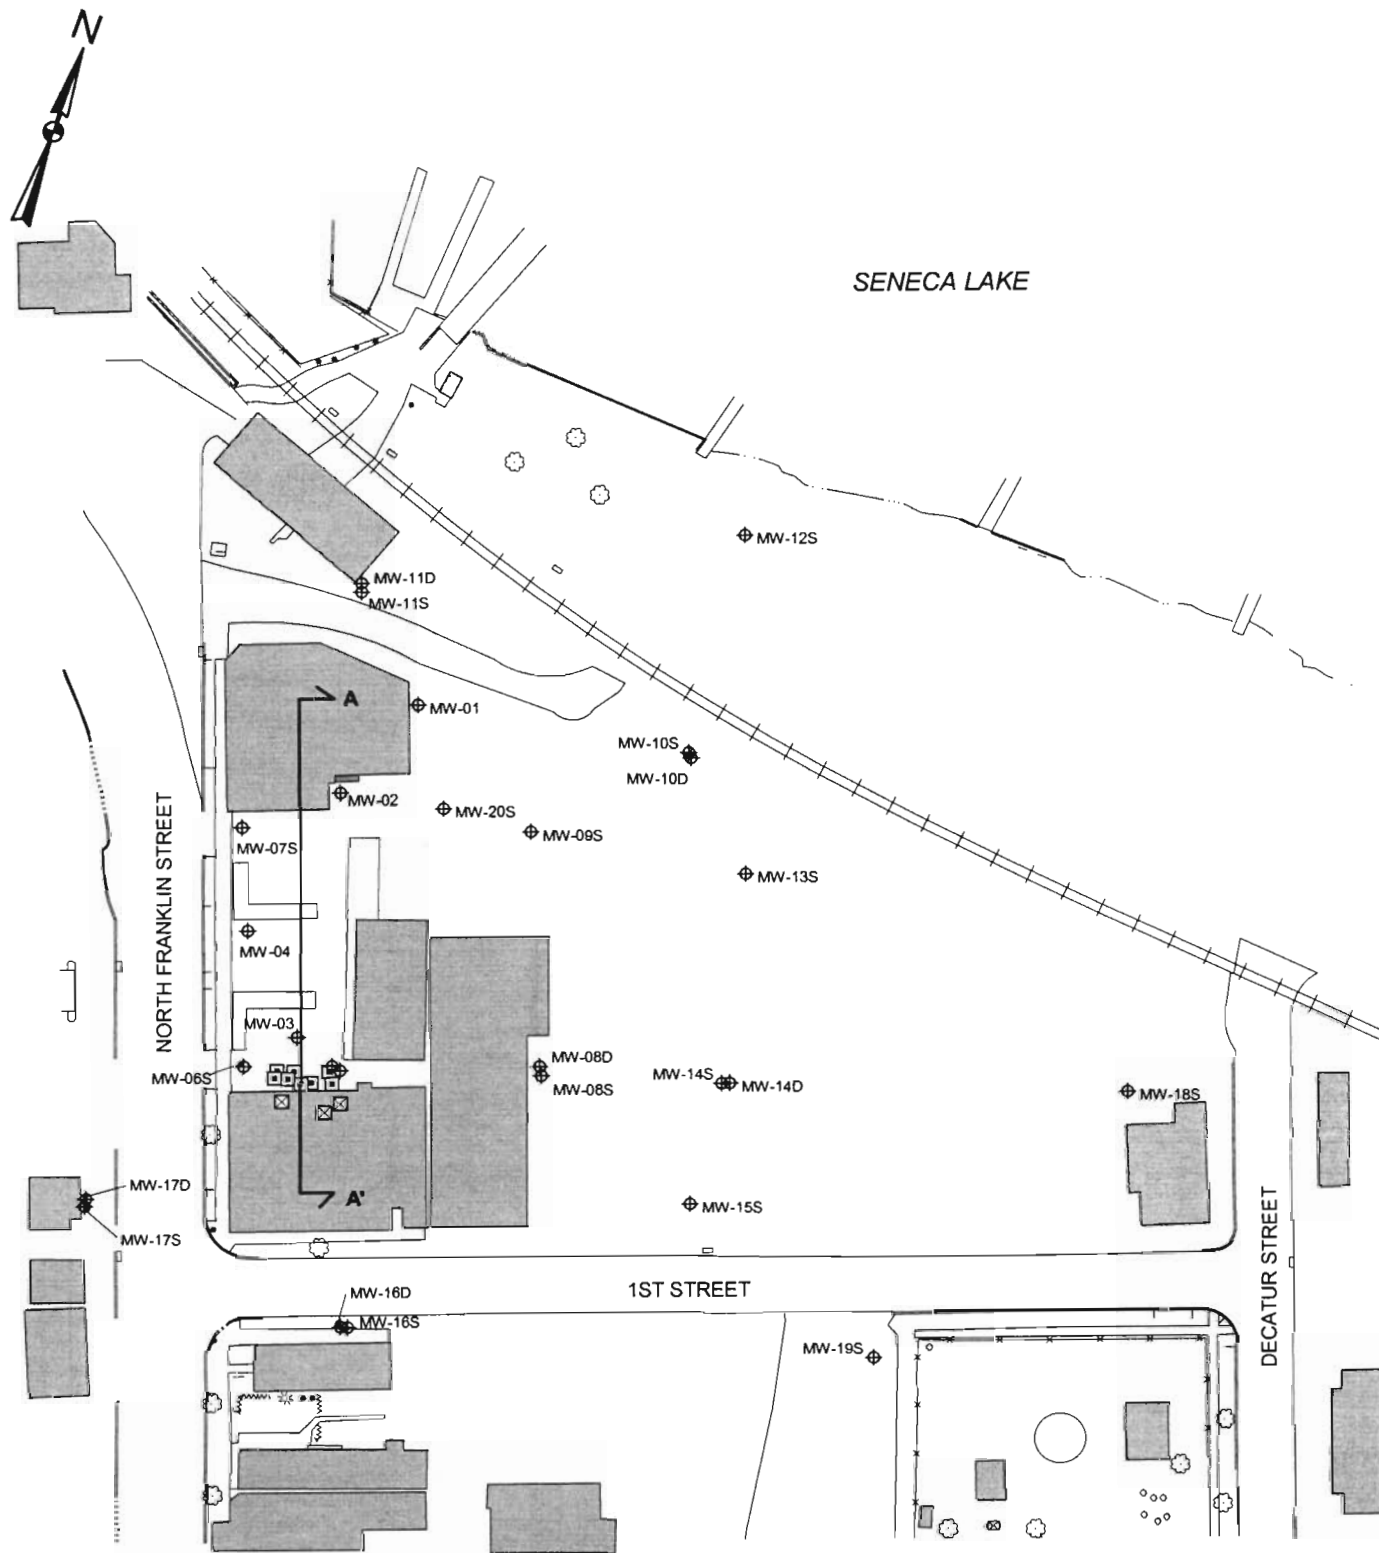 N
SENECA LAKE
MW-12S
MW-11D
MW-11S
A
MW-01
MW-10S
MW-10D
MW-02
MW-20S
MW-09S
MW-07S
NORTH FRANKLIN STREET
MW-13S
MW-04
MW-03
MW-06S
MW-08D
MW-08S
MW-14S
MW-14D
MW-18S
MW-17D
A'
MW-15S
MW-17S
DECATUR STREET
1ST STREET
MW-16D
MW-16S
MW-19S